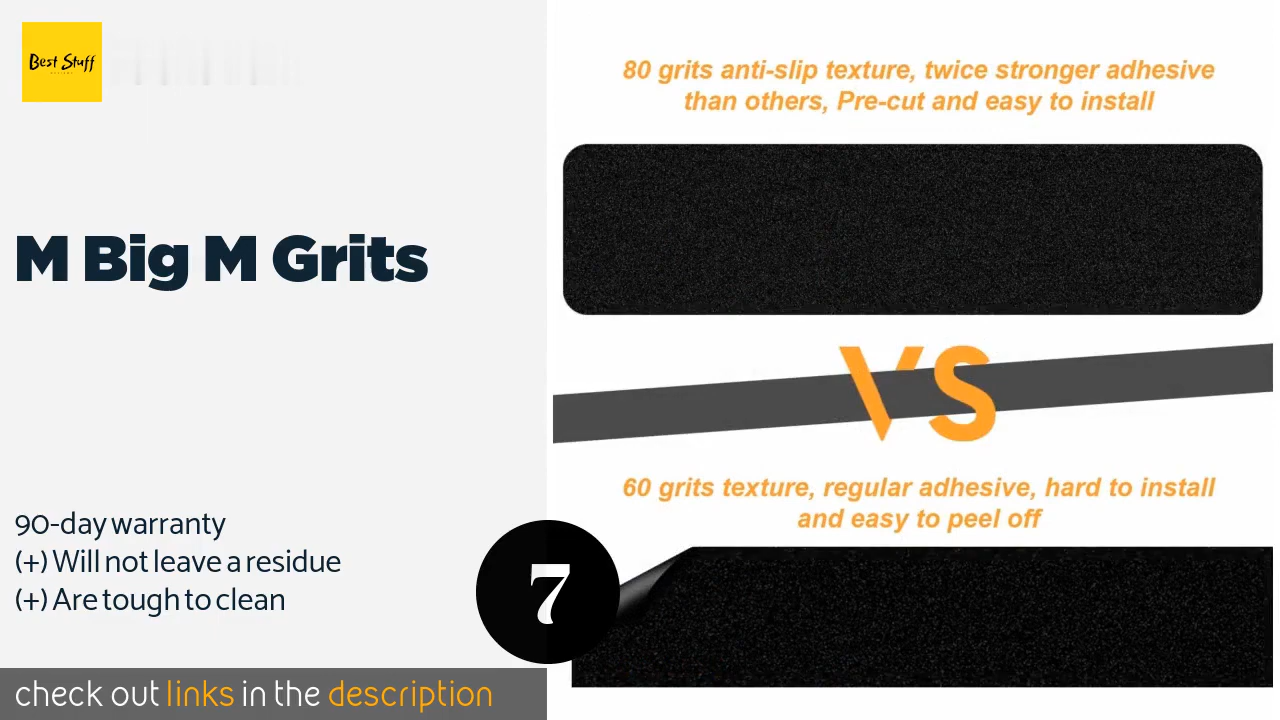 Best Stuff
M Big M Grits
90-day warranty
(+) Will not leave a residue
(+) Are tough to clean
check out links in the description
7
80 grits anti-slip texture, twice stronger adhesive
than others, Pre-cut and easy to install
VS
60 grits texture, regular adhesive, hard to install
and easy to peel off